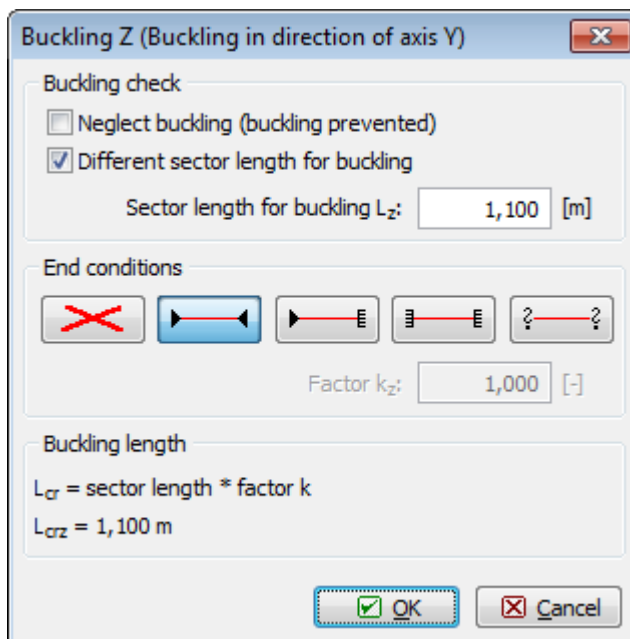 Buckling Z (Buckling in direction of axis Y)
Buckling check
Neglect buckling (buckling prevented)
Different sector length for buckling
Sector length for buckling Lz: 1,100 [m]
End conditions
? ?
Factor kz: 1,000 [-]
Buckling length
Lcr = sector length * factor k
Lcrz = 1,100 m
OK Cancel